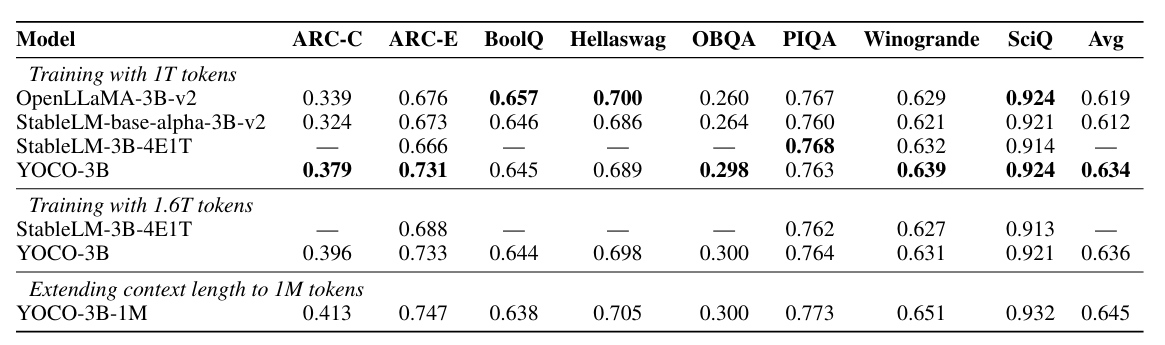 Model ARC-C ARC-E BoolQ Hellaswag OBQA PIQA Winogrande SciQ Avg
Training with 1T tokens
OpenLLaMA-3B-v2 0.339 0.676 0.657 0.700 0.260 0.767 0.629 0.924 0.619
StableLM-base-alpha-3B-v2 0.324 0.673 0.646 0.686 0.264 0.760 0.621 0.921 0.612
StableLM-3B-4E1T — 0.666 — — — 0.768 0.632 0.914 —
YOCO-3B 0.379 0.731 0.645 0.689 0.298 0.763 0.639 0.924 0.634
Training with 1.6T tokens
StableLM-3B-4E1T — 0.688 — — — 0.762 0.627 0.913 —
YOCO-3B 0.396 0.733 0.644 0.698 0.300 0.764 0.631 0.921 0.636
Extending context length to 1M tokens
YOCO-3B-1M 0.413 0.747 0.638 0.705 0.300 0.773 0.651 0.932 0.645